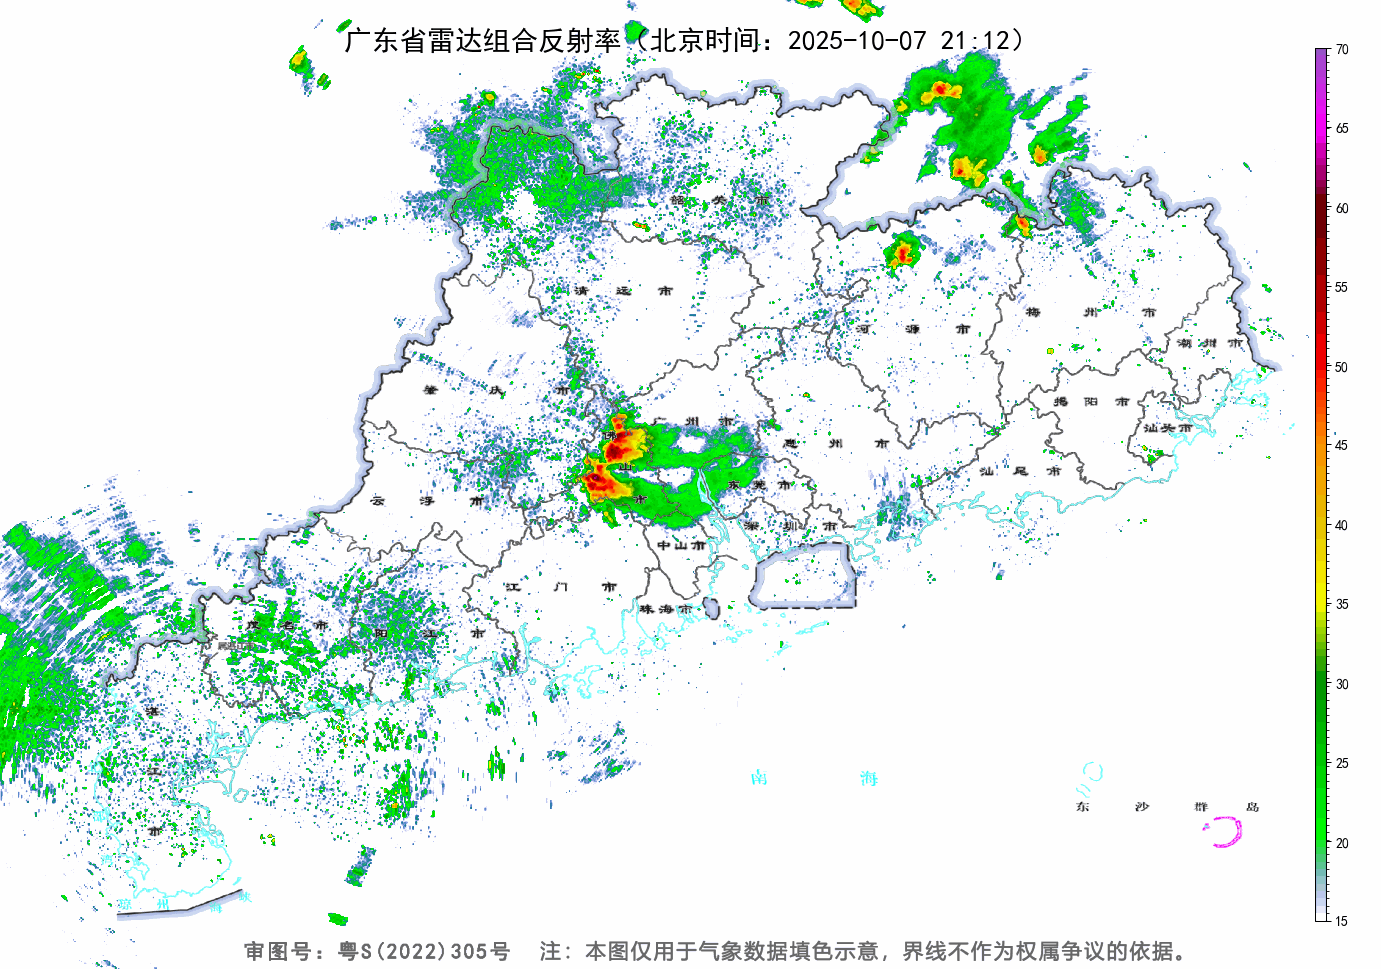 广东省雷达组合反射率（北京时间：2025-10-07 21:12）
70
65
60
55
50
45
40
35
30
25
20
15
韶关市
清远市
河源市
梅州市
潮州市
肇庆市
揭阳市
广州市
汕头市
佛山市
惠州市
汕尾市
东莞市
云浮市
深圳市
中山市
江门市
珠海市
茂名市
阳江市
湛江市
南海
东沙群岛
琼州海峡
审图号：粤S(2022)305号 注：本图仅用于气象数据填色示意，界线不作为权属争议的依据。